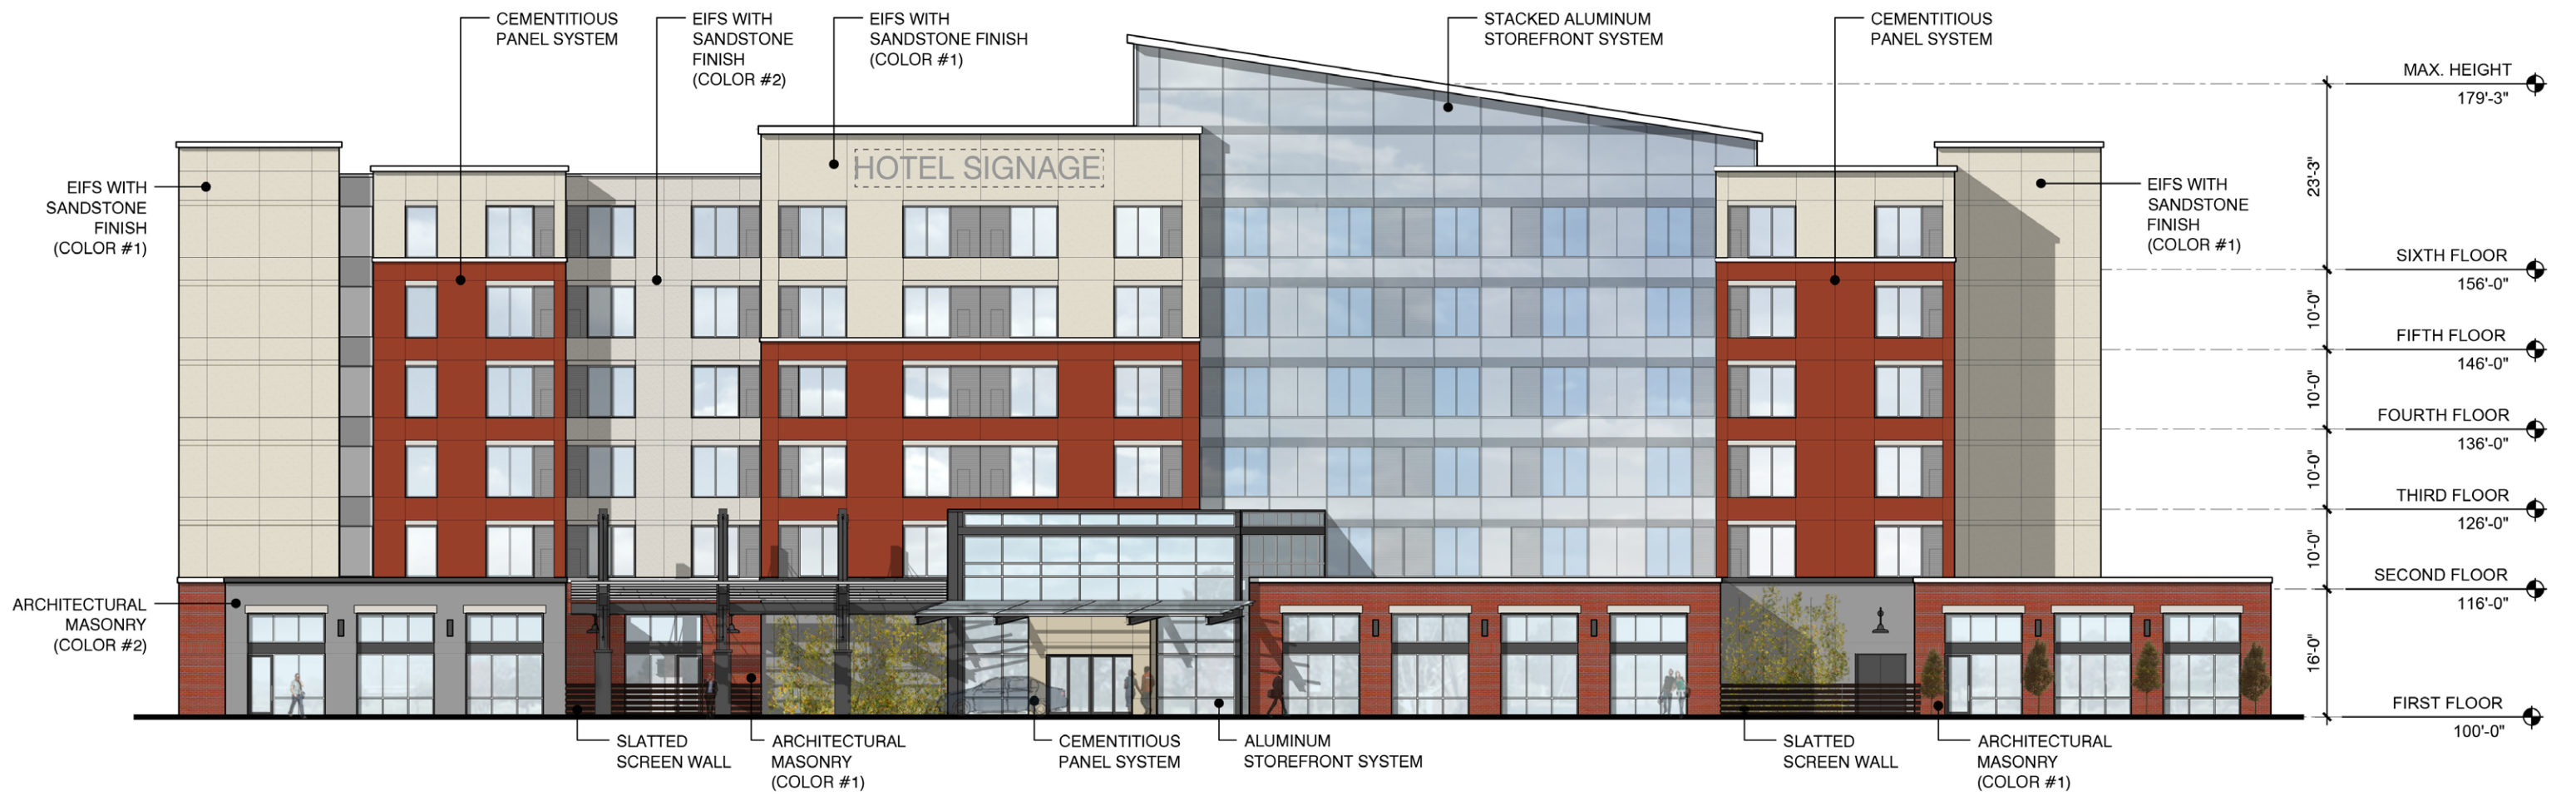 CEMENTITIOUS
PANEL SYSTEM
EIFS WITH
SANDSTONE
FINISH
(COLOR #2)
EIFS WITH
SANDSTONE FINISH
(COLOR #1)
STACKED ALUMINUM
STOREFRONT SYSTEM
CEMENTITIOUS
PANEL SYSTEM
MAX. HEIGHT
179'-3"
HOTEL SIGNAGE
EIFS WITH
SANDSTONE
FINISH
(COLOR #1)
EIFS WITH
SANDSTONE
FINISH
(COLOR #1)
23'-3"
SIXTH FLOOR
156'-0"
10'-0"
FIFTH FLOOR
146'-0"
10'-0"
FOURTH FLOOR
136'-0"
10'-0"
THIRD FLOOR
126'-0"
10'-0"
SECOND FLOOR
116'-0"
16'-0"
FIRST FLOOR
100'-0"
ARCHITECTURAL
MASONRY
(COLOR #2)
SLATTED
SCREEN WALL
ARCHITECTURAL
MASONRY
(COLOR #1)
CEMENTITIOUS
PANEL SYSTEM
ALUMINUM
STOREFRONT SYSTEM
SLATTED
SCREEN WALL
ARCHITECTURAL
MASONRY
(COLOR #1)